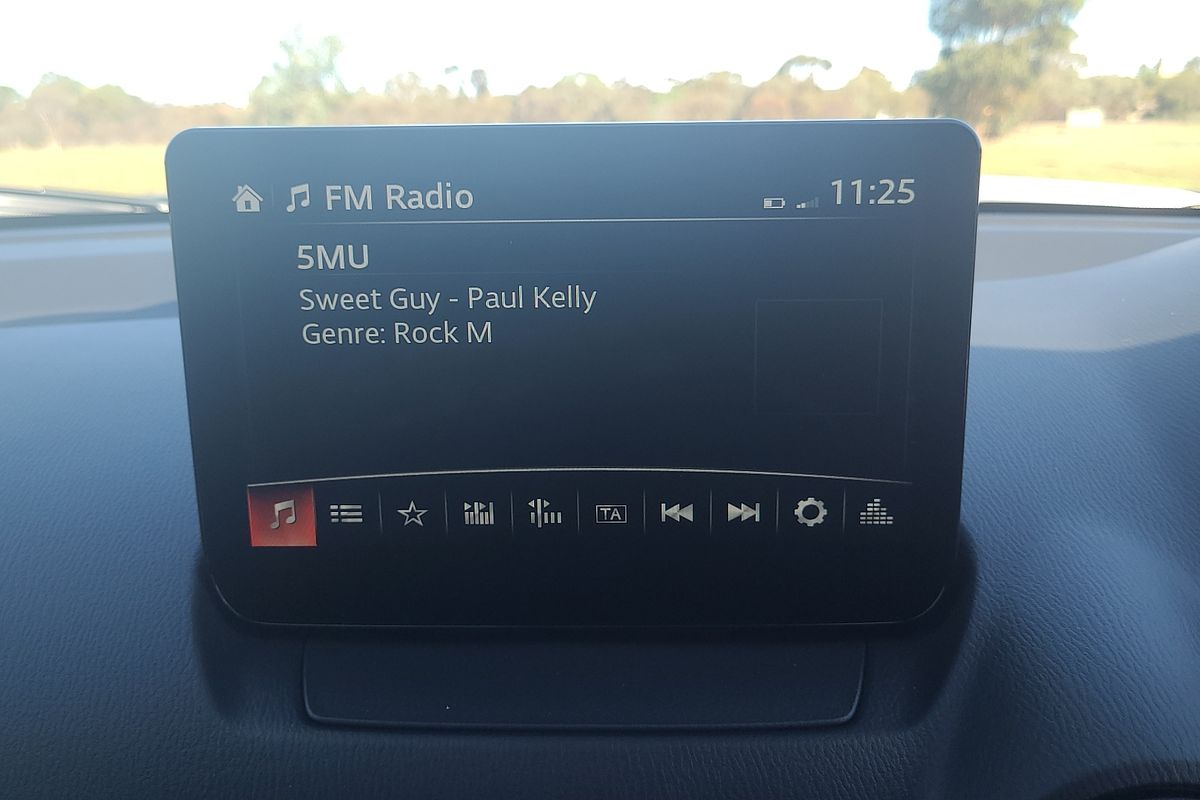 FM Radio
11:25
5MU
Sweet Guy - Paul Kelly
Genre: Rock M
TA